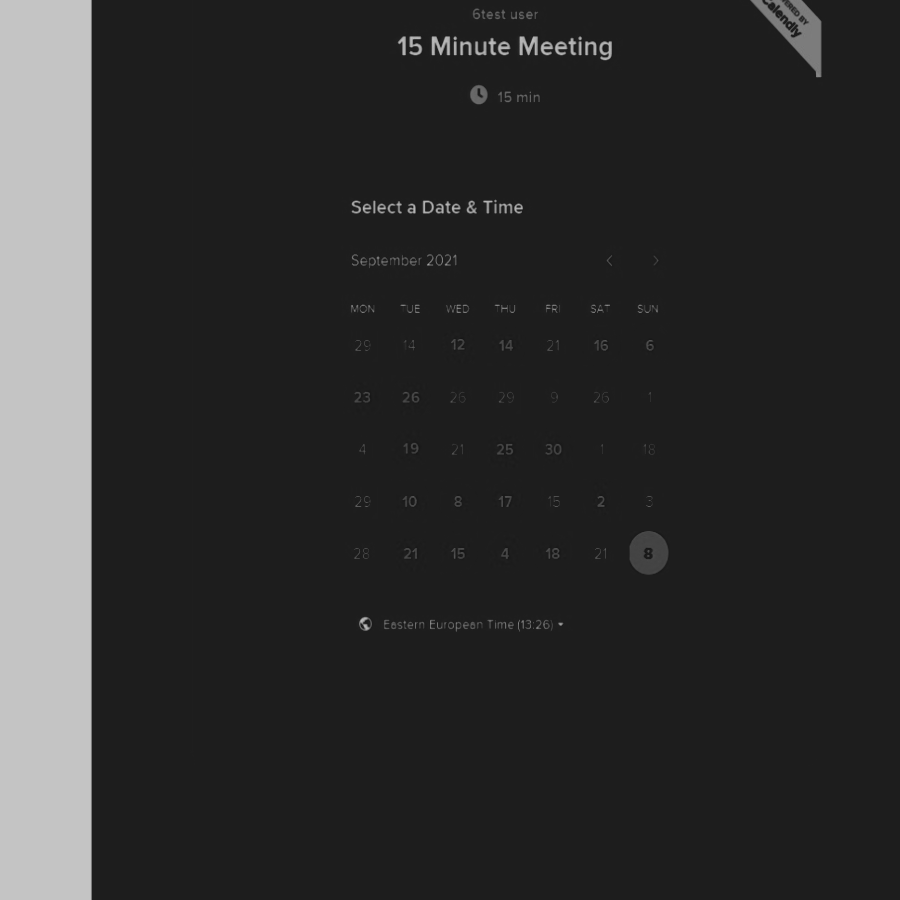 6test user
15 Minute Meeting
15 min
Calendly
Select a Date & Time
September 2021
MON TUE WED THU FRI SAT SUN
29 14 12 14 21 16 6
23 26 26 29 9 26 1
4 19 21 25 30 1 18
29 10 8 17 15 2 3
28 21 15 4 18 21 8
Eastern European Time (13:26)